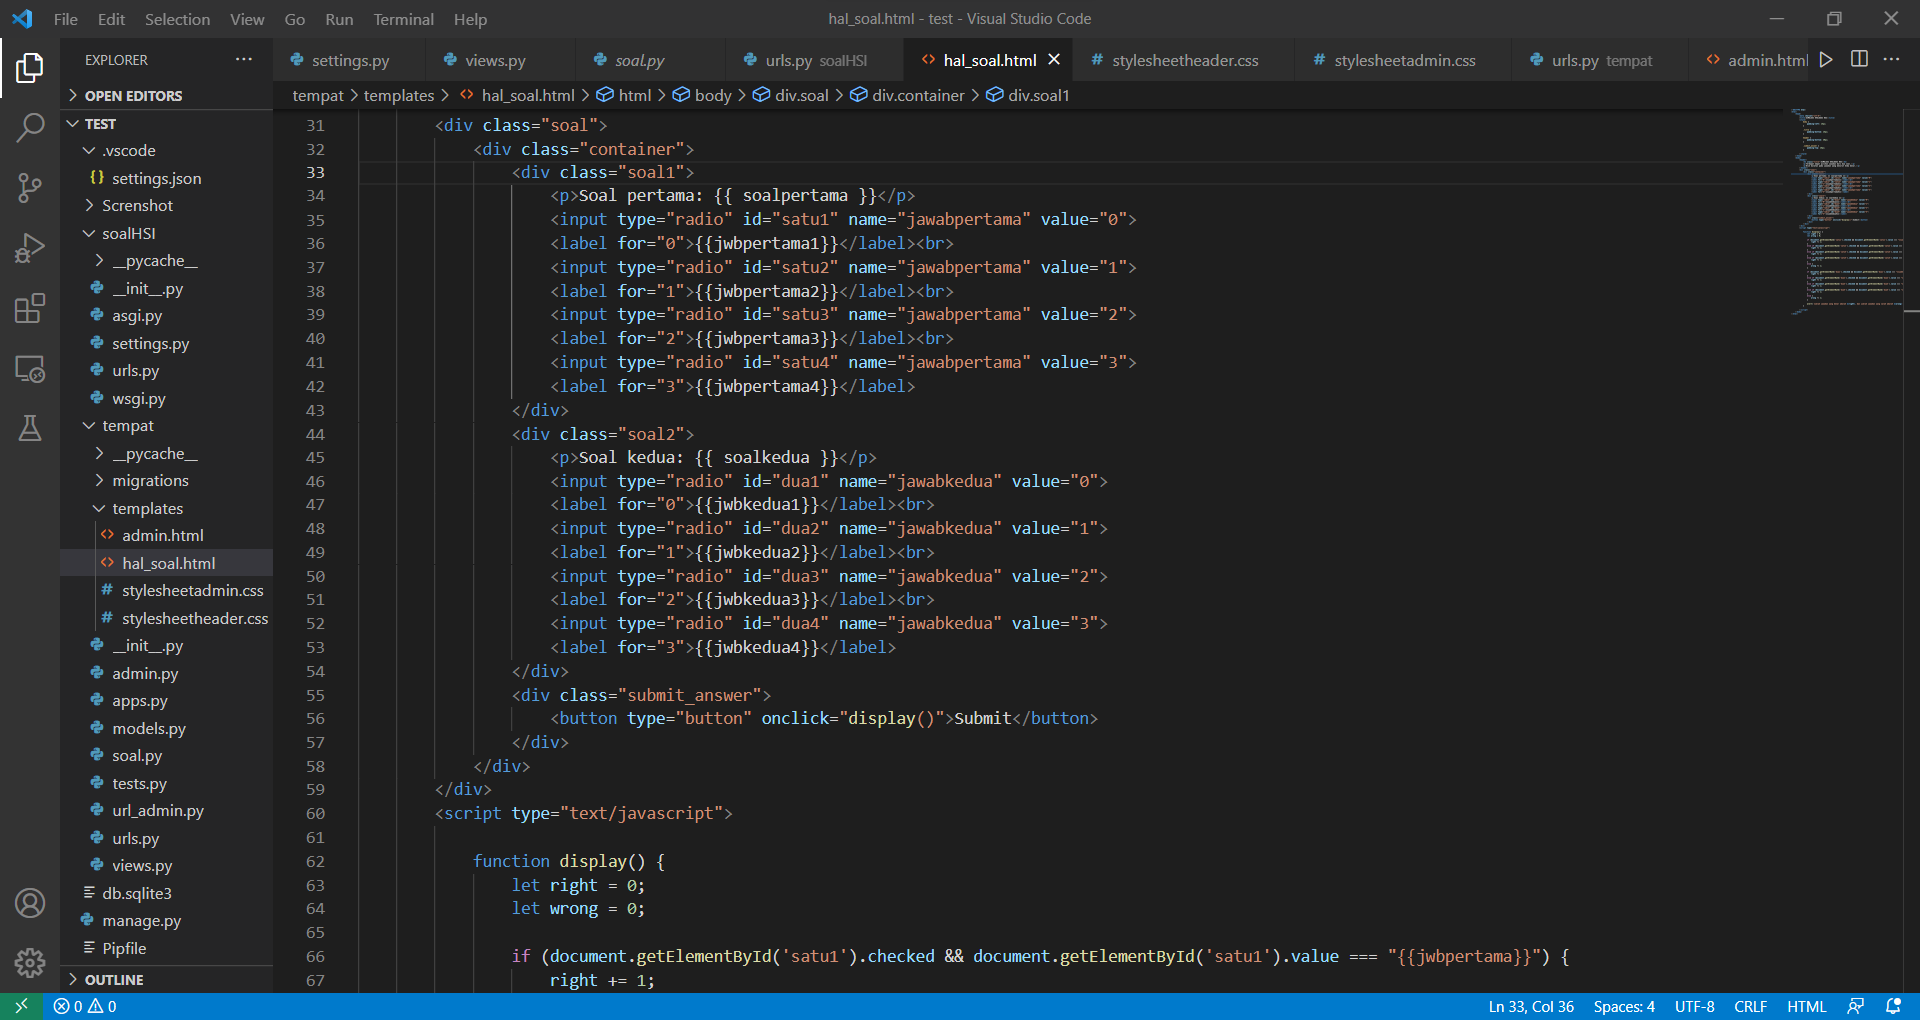 File Edit Selection View Go Run Terminal Help
hal_soal.html - test - Visual Studio Code
EXPLORER
settings.py
views.py
soal.py
urls.py soalHSI
hal_soal.html
stylesheetheader.css
stylesheetadmin.css
urls.py tempat
admin.html
OPEN EDITORS
tempat > templates > hal_soal.html > html > body > div.soal > div.container > div.soal1
TEST
.vscode
settings.json
Screnshot
soalHSI
__pycache__
__init__.py
asgi.py
settings.py
urls.py
wsgi.py
tempat
__pycache__
migrations
templates
admin.html
hal_soal.html
stylesheetadmin.css
stylesheetheader.css
__init__.py
admin.py
apps.py
models.py
soal.py
tests.py
url_admin.py
urls.py
views.py
db.sqlite3
manage.py
Pipfile
OUTLINE
31 <div class="soal">
32 <div class="container">
33 <div class="soal1">
34 <p>Soal pertama: {{ soalpertama }}</p>
35 <input type="radio" id="satu1" name="jawabpertama" value="0">
36 <label for="0">{{jwbpertama1}}</label><br>
37 <input type="radio" id="satu2" name="jawabpertama" value="1">
38 <label for="1">{{jwbpertama2}}</label><br>
39 <input type="radio" id="satu3" name="jawabpertama" value="2">
40 <label for="2">{{jwbpertama3}}</label><br>
41 <input type="radio" id="satu4" name="jawabpertama" value="3">
42 <label for="3">{{jwbpertama4}}</label>
43 </div>
44 <div class="soal2">
45 <p>Soal kedua: {{ soalkedua }}</p>
46 <input type="radio" id="dua1" name="jawabkedua" value="0">
47 <label for="0">{{jwbkedua1}}</label><br>
48 <input type="radio" id="dua2" name="jawabkedua" value="1">
49 <label for="1">{{jwbkedua2}}</label><br>
50 <input type="radio" id="dua3" name="jawabkedua" value="2">
51 <label for="2">{{jwbkedua3}}</label><br>
52 <input type="radio" id="dua4" name="jawabkedua" value="3">
53 <label for="3">{{jwbkedua4}}</label>
54 </div>
55 <div class="submit_answer">
56 <button type="button" onclick="display()">Submit</button>
57 </div>
58 </div>
59 </div>
60 <script type="text/javascript">
61
62 function display() {
63 let right = 0;
64 let wrong = 0;
65
66 if (document.getElementById('satu1').checked && document.getElementById('satu1').value === "{{jwbpertama}}") {
67 right += 1;
0 0
Ln 33, Col 36 Spaces: 4 UTF-8 CRLF HTML